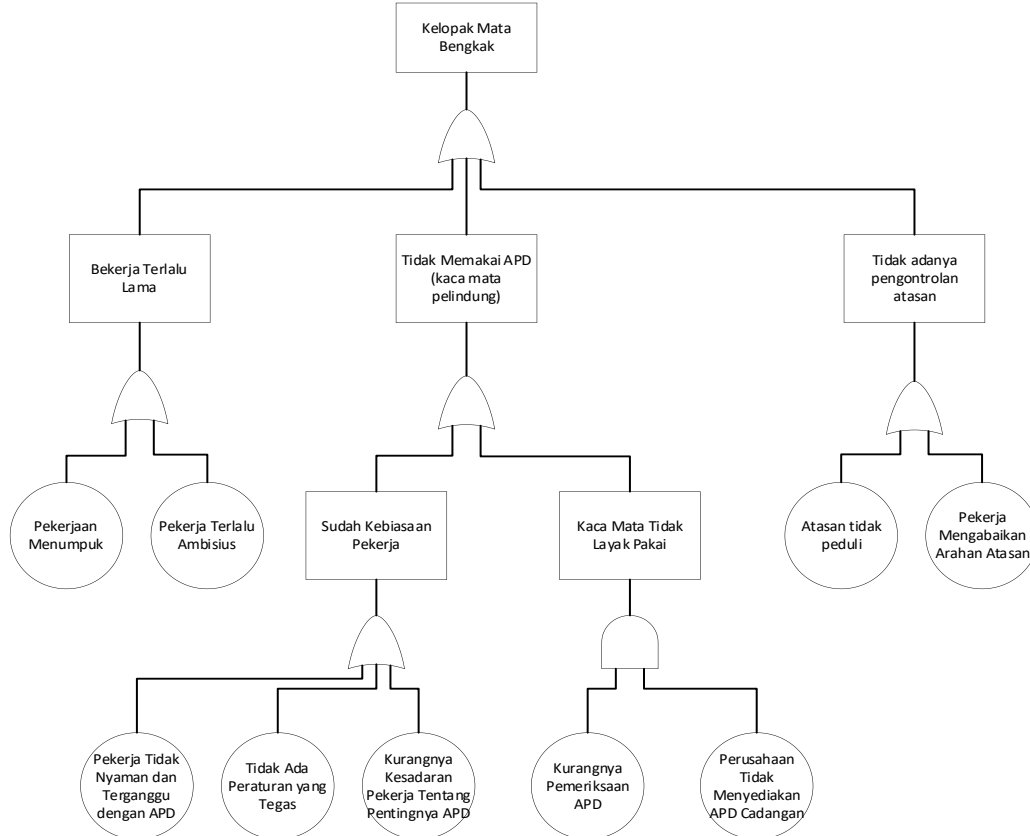 Kelopak Mata
Bengkak
Bekerja Terlalu
Lama
Tidak Memakai APD
(kaca mata
pelindung)
Tidak adanya
pengontrolan
atasan
Pekerjaan
Menumpuk
Pekerja Terlalu
Ambisius
Sudah Kebiasaan
Pekerja
Kaca Mata Tidak
Layak Pakai
Atasan tidak
peduli
Pekerja
Mengabaikan
Arahan Atasan
Pekerja Tidak
Nyaman dan
Terganggu
dengan APD
Tidak Ada
Peraturan yang
Tegas
Kurangnya
Kesadaran
Pekerja Tentang
Pentingnya APD
Kurangnya
Pemeriksaan
APD
Perusahaan
Tidak
Menyediakan
APD Cadangan